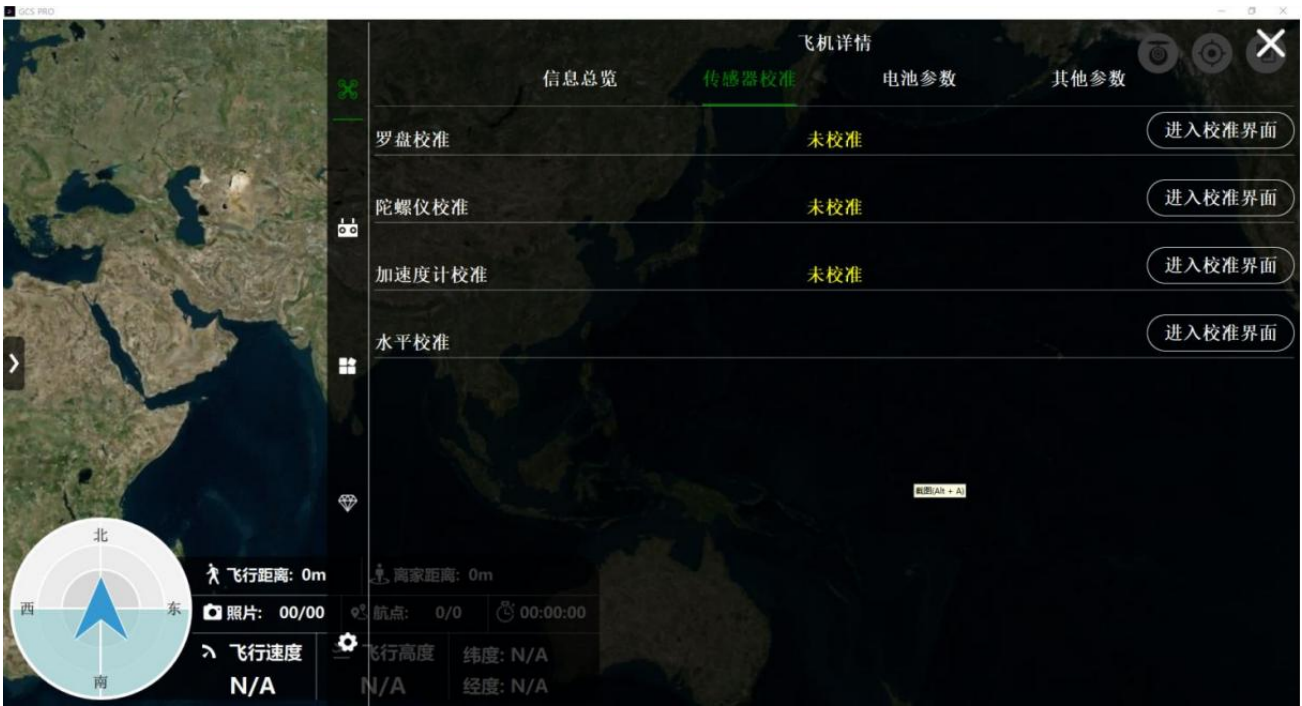 GCS PRO
飞机详情
信息总览 传感器校准 电池参数 其他参数
罗盘校准 未校准 进入校准界面
陀螺仪校准 未校准 进入校准界面
加速度计校准 未校准 进入校准界面
水平校准 进入校准界面
截图(Alt + A)
北
西 东
南
飞行距离: 0m 离家距离: 0m
照片: 00/00 航点: 0/0 00:00:00
飞行速度 飞行高度 纬度: N/A
N/A N/A 经度: N/A